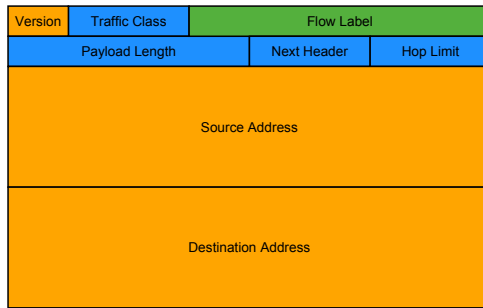 Version Traffic Class Flow Label
Payload Length Next Header Hop Limit
Source Address
Destination Address